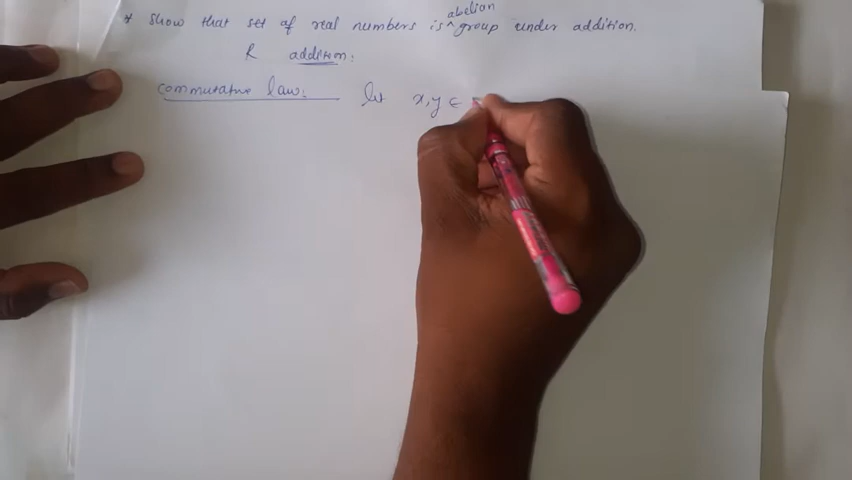 * Show that set of real numbers is ^ abelian group under addition.
R addition:
commutative law: let x, y ∈